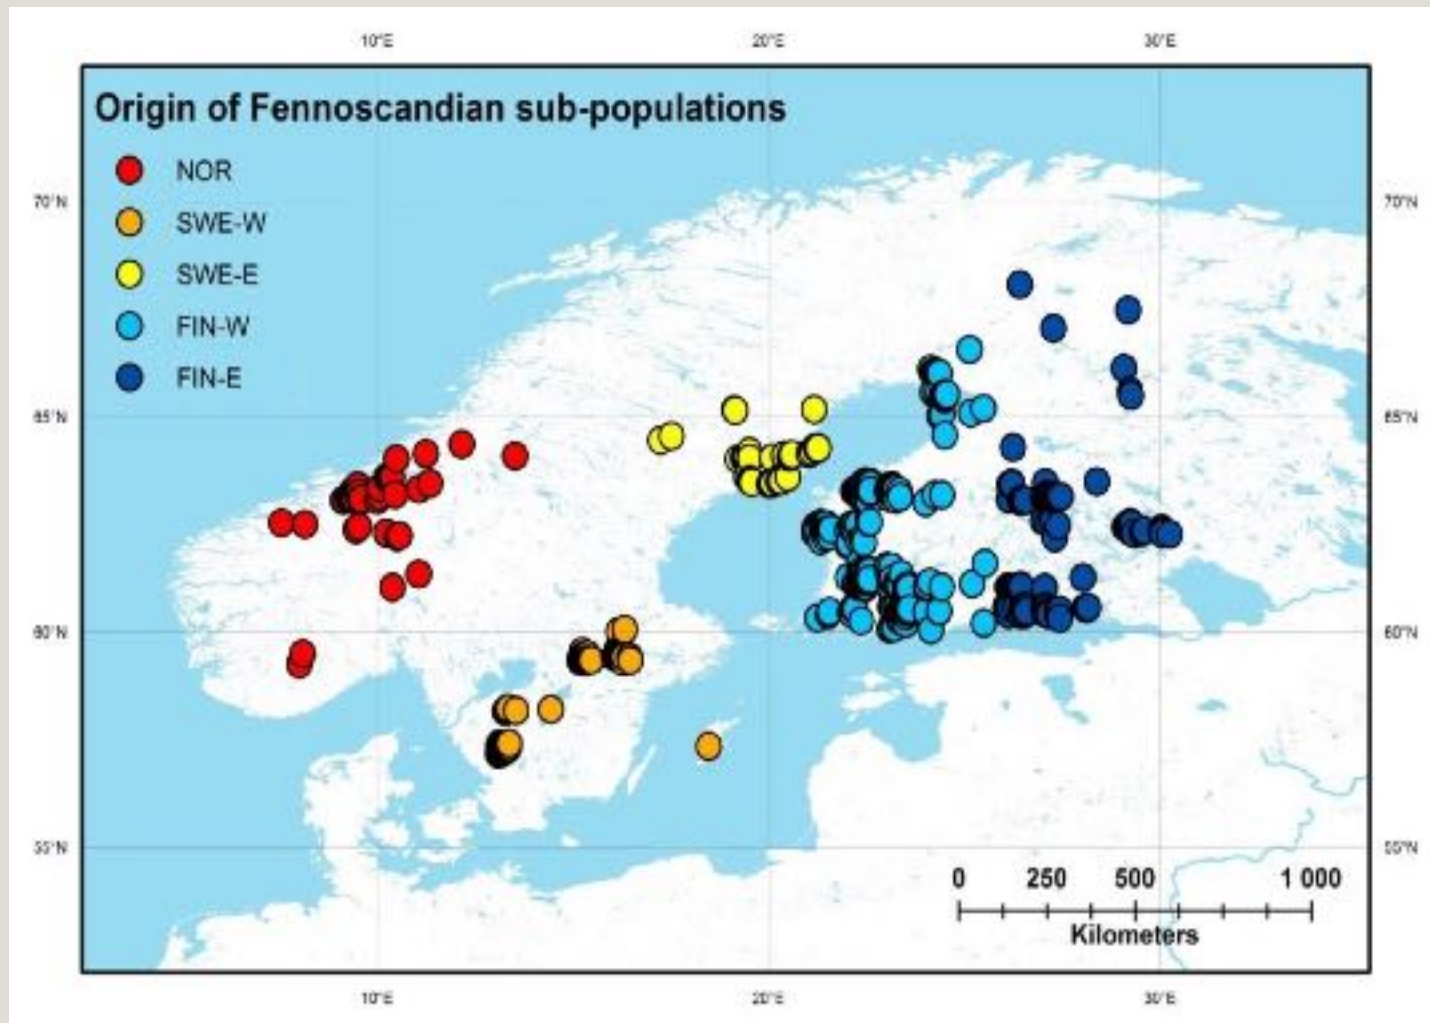 10°E 20°E 30°E
Origin of Fennoscandian sub-populations
NOR
SWE-W
SWE-E
FIN-W
FIN-E
70°N 70°N
65°N 65°N
60°N 60°N
55°N 55°N
0 250 500 1 000
Kilometers
10°E 20°E 30°E